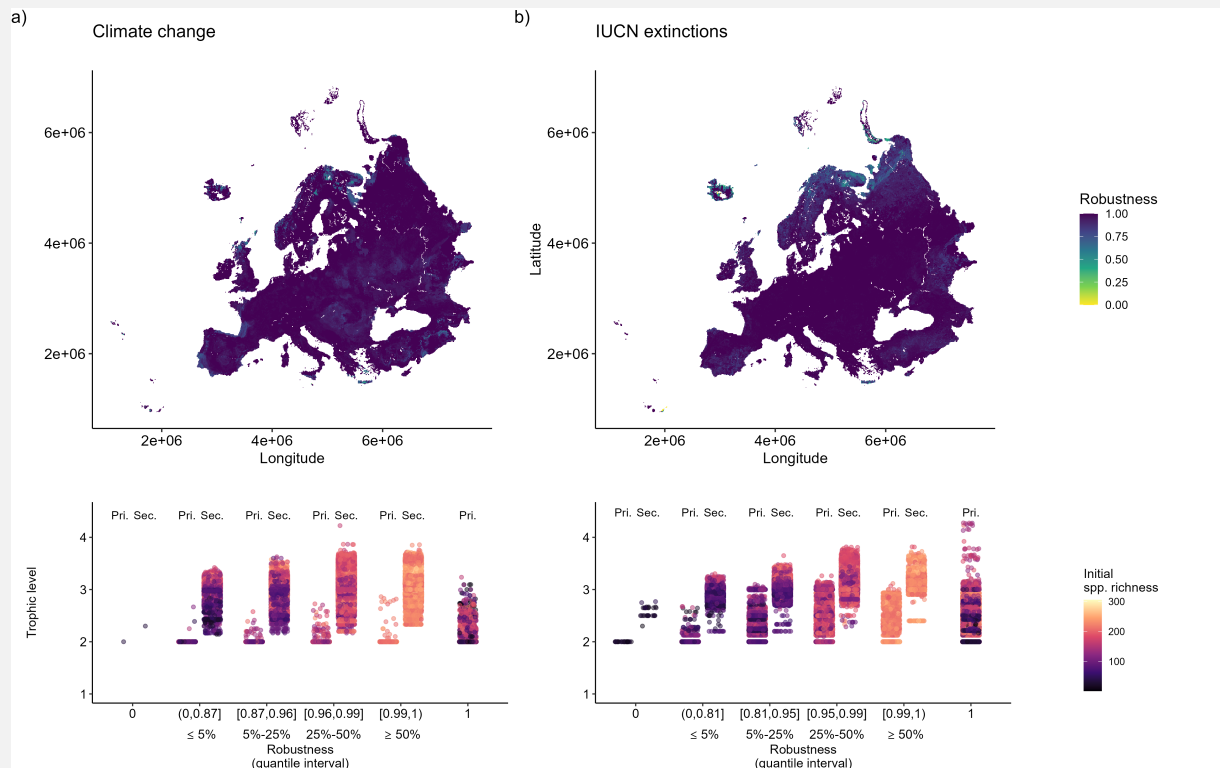 a)
Climate change
6e+06
4e+06
2e+06
2e+06 4e+06 6e+06
Longitude
b)
IUCN extinctions
Latitude
6e+06
4e+06
2e+06
2e+06 4e+06 6e+06
Longitude
Robustness
1.00
0.75
0.50
0.25
0.00
Trophic level
4
3
2
1
Pri. Sec. Pri. Sec. Pri. Sec. Pri. Sec. Pri. Sec. Pri.
0 (0,0.87] [0.87,0.96] [0.96,0.99] [0.99,1) 1
≤ 5% 5%-25% 25%-50% ≥ 50%
Robustness
(quantile interval)
4
3
2
1
Pri. Sec. Pri. Sec. Pri. Sec. Pri. Sec. Pri. Sec. Pri.
0 (0,0.81] [0.81,0.95] [0.95,0.99] [0.99,1) 1
≤ 5% 5%-25% 25%-50% ≥ 50%
Robustness
(quantile interval)
Initial
spp. richness
300
200
100